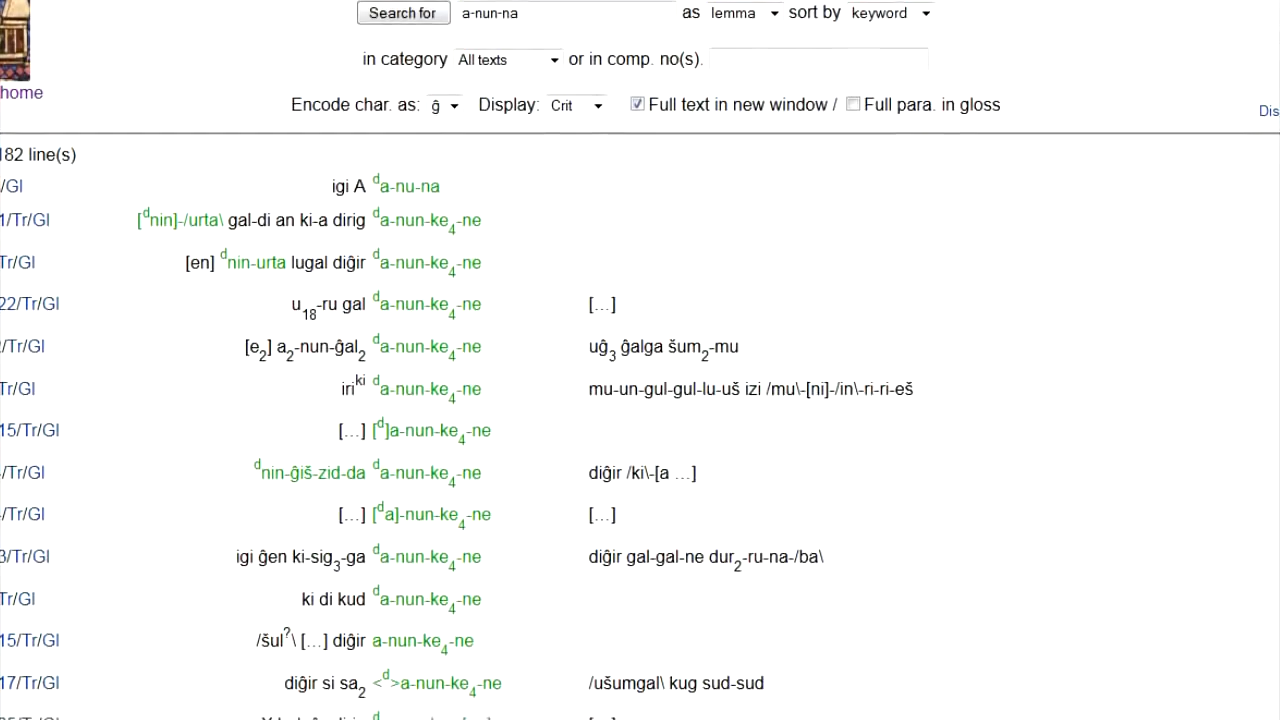 Search for a-nun-na as lemma sort by keyword
in category All texts or in comp. no(s).
home
Encode char. as: ĝ Display: Crit Full text in new window / Full para. in gloss
Dis
182 line(s)
/Gl igi A ᵈa-nu-na
1/Tr/Gl [ᵈnin]-/urta\ gal-di an ki-a dirig ᵈa-nun-ke₄-ne
Tr/Gl [en] ᵈnin-urta lugal diĝir ᵈa-nun-ke₄-ne
22/Tr/Gl u₁₈-ru gal ᵈa-nun-ke₄-ne […]
/Tr/Gl [e₂] a₂-nun-ĝal₂ ᵈa-nun-ke₄-ne uĝ₃ ĝalga šum₂-mu
Tr/Gl iriᵏⁱ ᵈa-nun-ke₄-ne mu-un-gul-gul-lu-uš izi /mu\-[ni]-/in\-ri-ri-eš
15/Tr/Gl […] [ᵈ]a-nun-ke₄-ne
/Tr/Gl ᵈnin-ĝiš-zid-da ᵈa-nun-ke₄-ne diĝir /ki\-[a …]
/Tr/Gl […] [ᵈa]-nun-ke₄-ne […]
3/Tr/Gl igi ĝen ki-sig₃-ga ᵈa-nun-ke₄-ne diĝir gal-gal-ne dur₂-ru-na-/ba\
Tr/Gl ki di kud ᵈa-nun-ke₄-ne
15/Tr/Gl /šul?\ […] diĝir a-nun-ke₄-ne
17/Tr/Gl diĝir si sa₂ <ᵈ>a-nun-ke₄-ne /ušumgal\ kug sud-sud